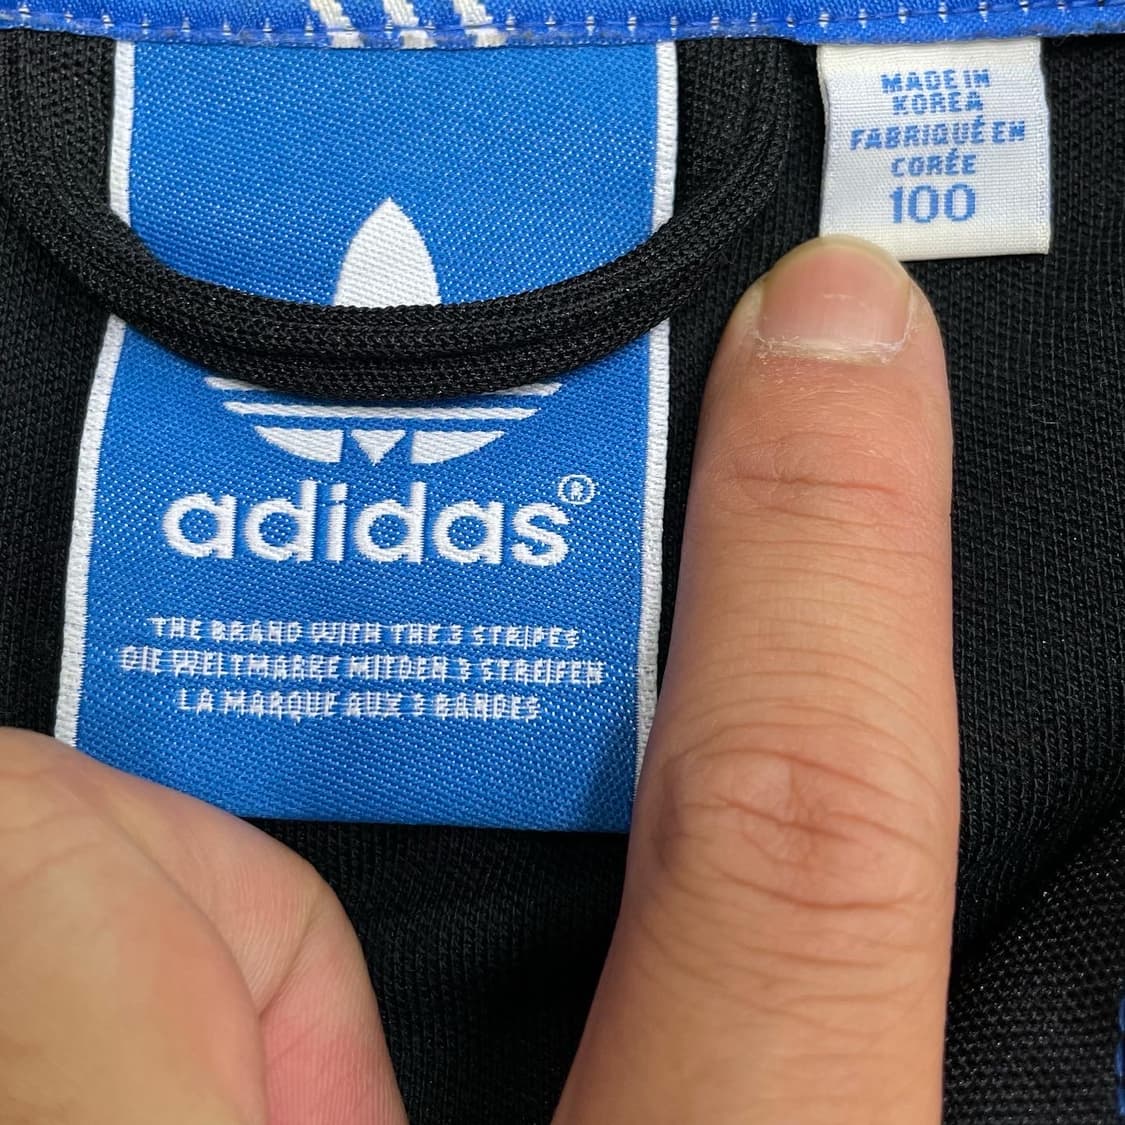 adidas®
THE BRAND WITH THE 3 STRIPES
DIE WELTMARKE MIT DEN 3 STREIFEN
LA MARQUE AUX 3 BANDES
MADE IN
KOREA
FABRIQUÉ EN
CORÉE
100